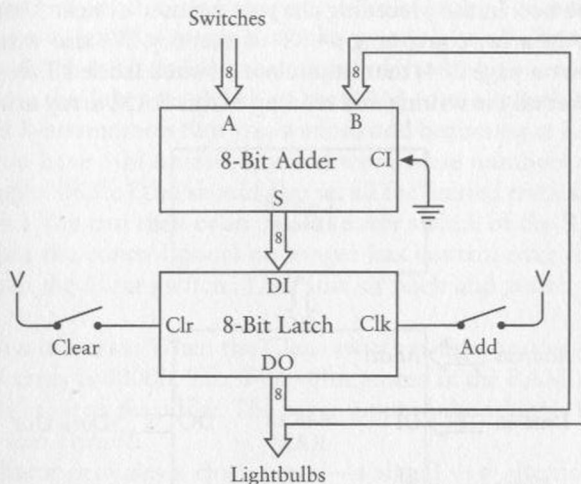 Switches
8 8
A B
8-Bit Adder CI
S
8
V DI V
Clr 8-Bit Latch Clk
Clear Add
DO
8
Lightbulbs